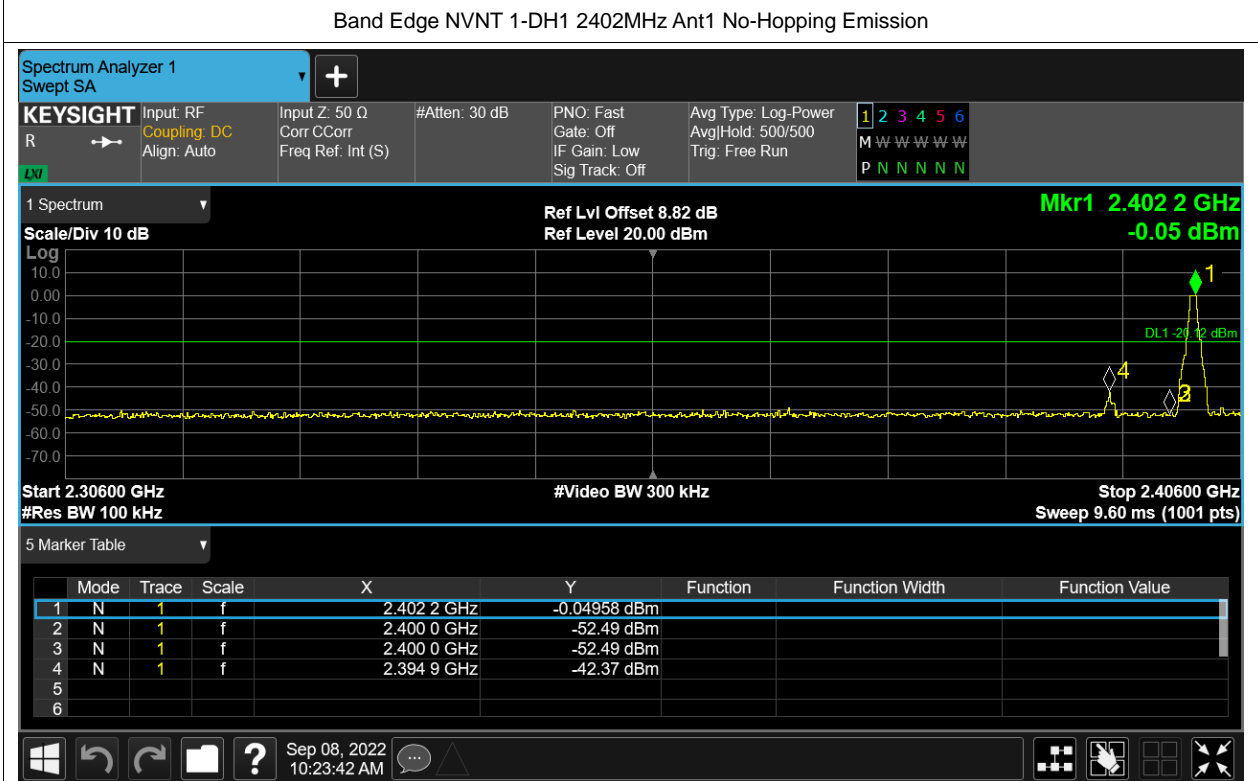 Band Edge NVNT 1-DH1 2402MHz Ant1 No-Hopping Emission
Spectrum Analyzer 1
Swept SA
+
KEYSIGHT Input: RF Input Z: 50 Ω #Atten: 30 dB PNO: Fast Avg Type: Log-Power 1 2 3 4 5 6
R Coupling: DC Corr CCorr Gate: Off Avg|Hold: 500/500 M W W W W W
Align: Auto Freq Ref: Int (S) IF Gain: Low Trig: Free Run
LXI Sig Track: Off P N N N N N
1 Spectrum
Ref Lvl Offset 8.82 dB Mkr1 2.402 2 GHz
Scale/Div 10 dB Ref Level 20.00 dBm -0.05 dBm
Log
10.0 1
0.00
-10.0
-20.0 DL1 -20.12 dBm
-30.0
-40.0 4
-50.0
-60.0
-70.0
Start 2.30600 GHz #Video BW 300 kHz Stop 2.40600 GHz
#Res BW 100 kHz Sweep 9.60 ms (1001 pts)
5 Marker Table
Mode Trace Scale X Y Function Function Width Function Value
1 N 1 f 2.402 2 GHz -0.04958 dBm
2 N 1 f 2.400 0 GHz -52.49 dBm
3 N 1 f 2.400 0 GHz -52.49 dBm
4 N 1 f 2.394 9 GHz -42.37 dBm
5
6
? Sep 08, 2022
10:23:42 AM